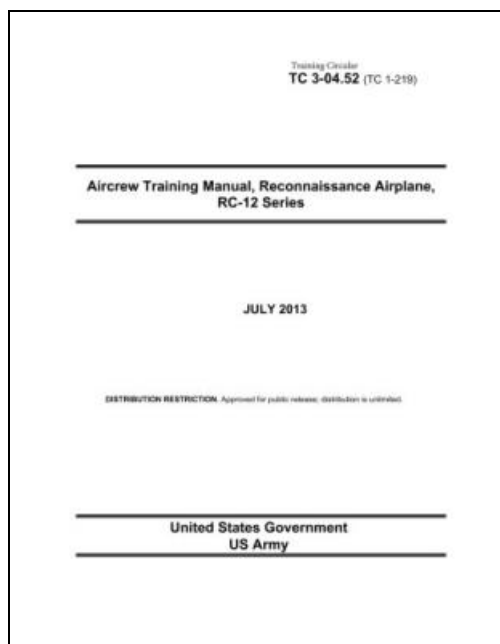 Training Circular
TC 3-04.52 (TC 1-219)
Aircrew Training Manual, Reconnaissance Airplane,
RC-12 Series
JULY 2013
DISTRIBUTION RESTRICTION. Approved for public release; distribution is unlimited.
United States Government
US Army